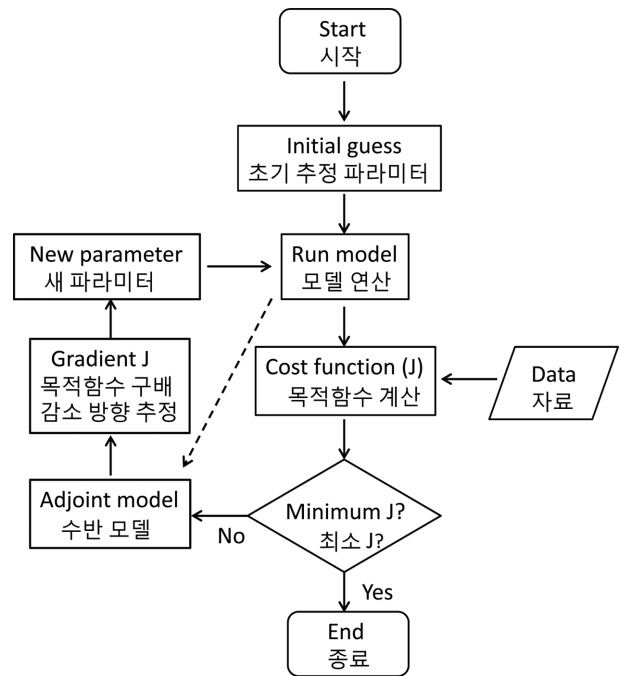 Start
시작
Initial guess
초기 추정 파라미터
New parameter
새 파라미터
Run model
모델 연산
Gradient J
목적함수 구배
감소 방향 추정
Cost function (J)
목적함수 계산
Data
자료
Adjoint model
수반 모델
No
Minimum J?
최소 J?
Yes
End
종료